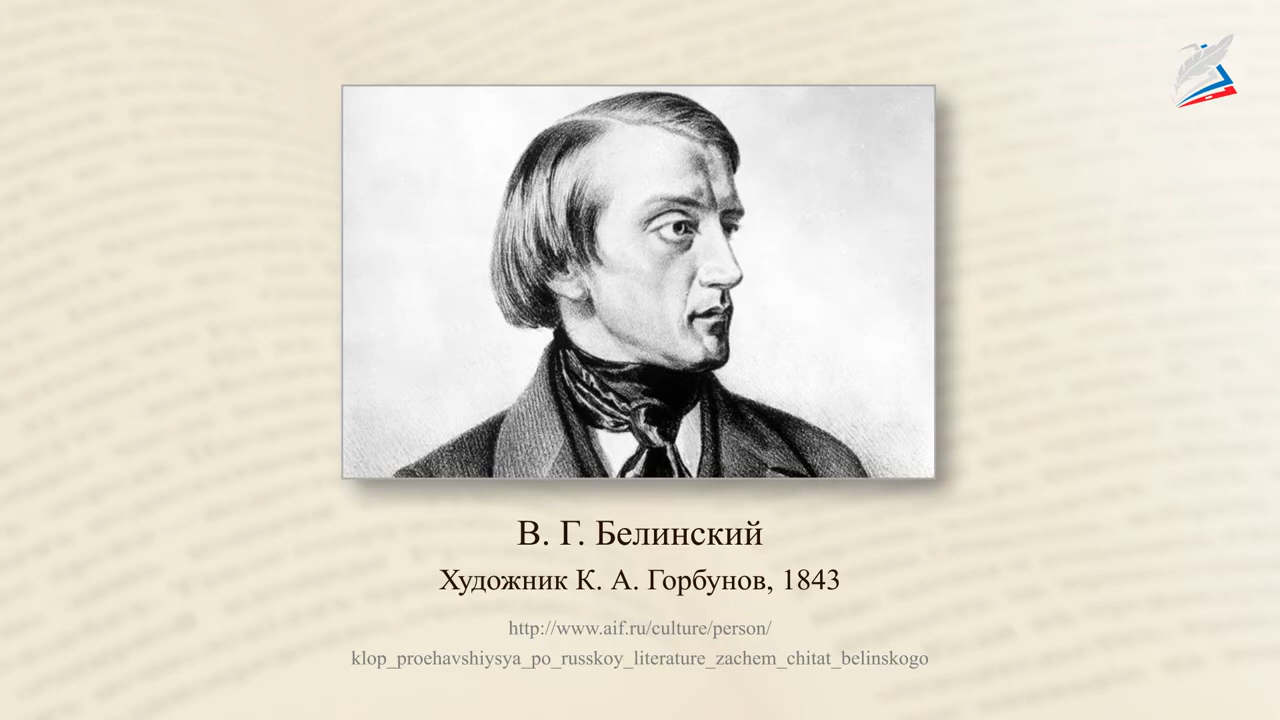 В. Г. Белинский
Художник К. А. Горбунов, 1843
http://www.aif.ru/culture/person/
klop_proehavshiysya_po_russkoy_literature_zachem_chitat_belinskogo